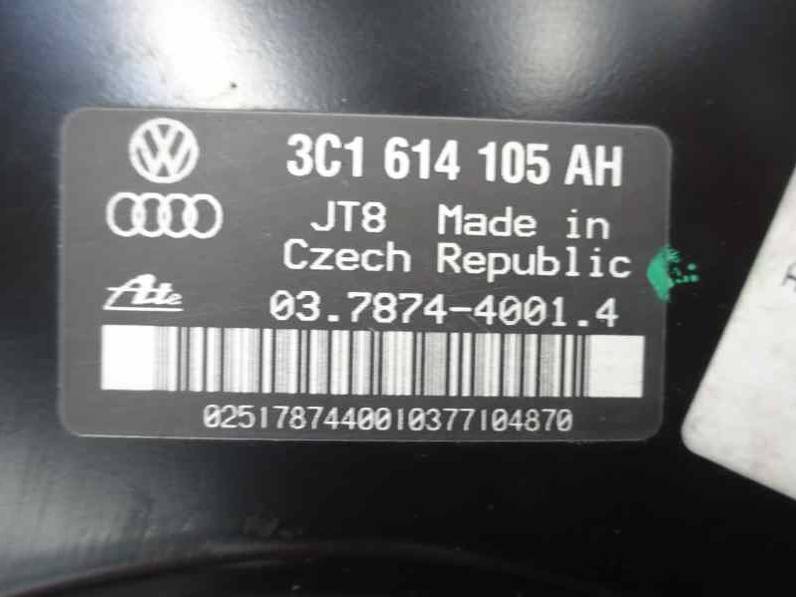 3C1 614 105 AH
JT8 Made in
Czech Republic
Ate
03.7874-4001.4
0251787440010377104870